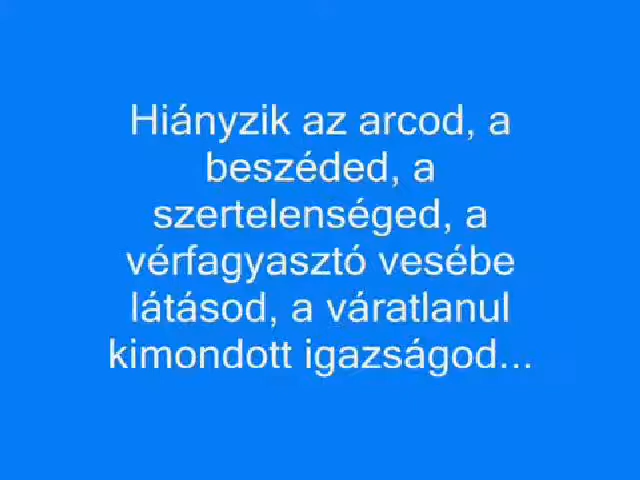 Hiányzik az arcod, a
beszéded, a
szertelenséged, a
vérfagyasztó vesébe
látásod, a váratlanul
kimondott igazságod...